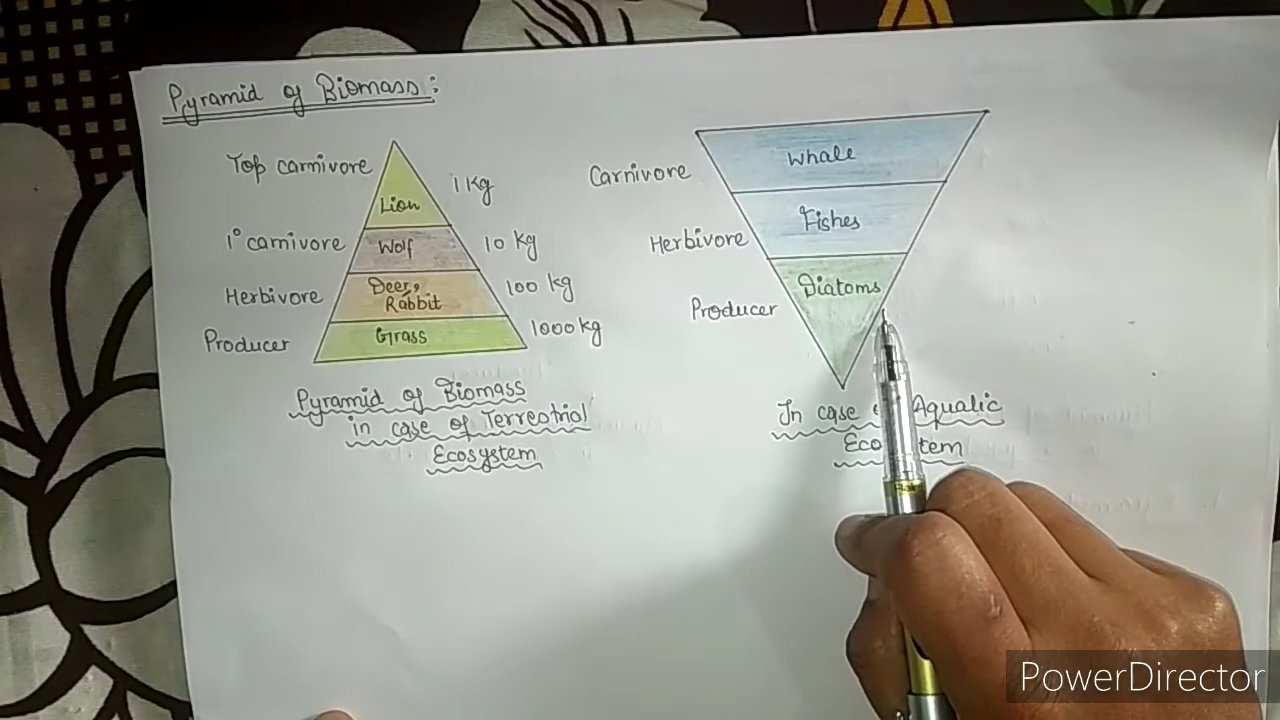 Pyramid of Biomass:
Top carnivore
Lion
1 Kg
1° carnivore
Wolf
10 kg
Herbivore
Deer,
Rabbit
100 kg
Producer
Grass
1000 kg
Pyramid of Biomass
in case of Terrestrial
Ecosystem
Carnivore
Whale
Herbivore
Fishes
Producer
Diatoms
In case Aquatic
Eco tem
PowerDirector